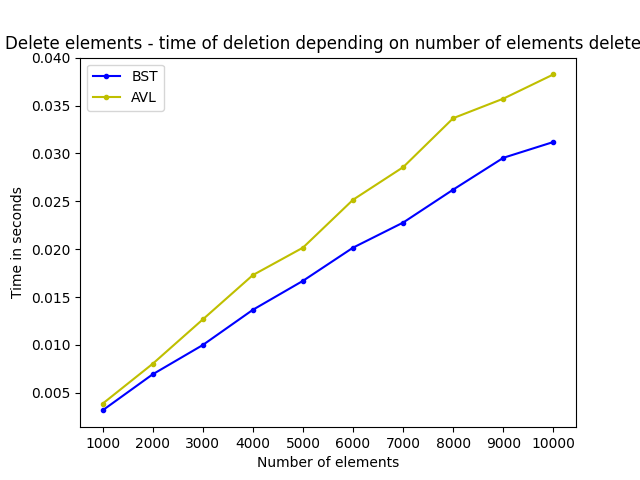 Delete elements - time of deletion depending on number of elements delete
0.040
BST
AVL
0.035
0.030
0.025
0.020
0.015
0.010
0.005
Time in seconds
1000 2000 3000 4000 5000 6000 7000 8000 9000 10000
Number of elements